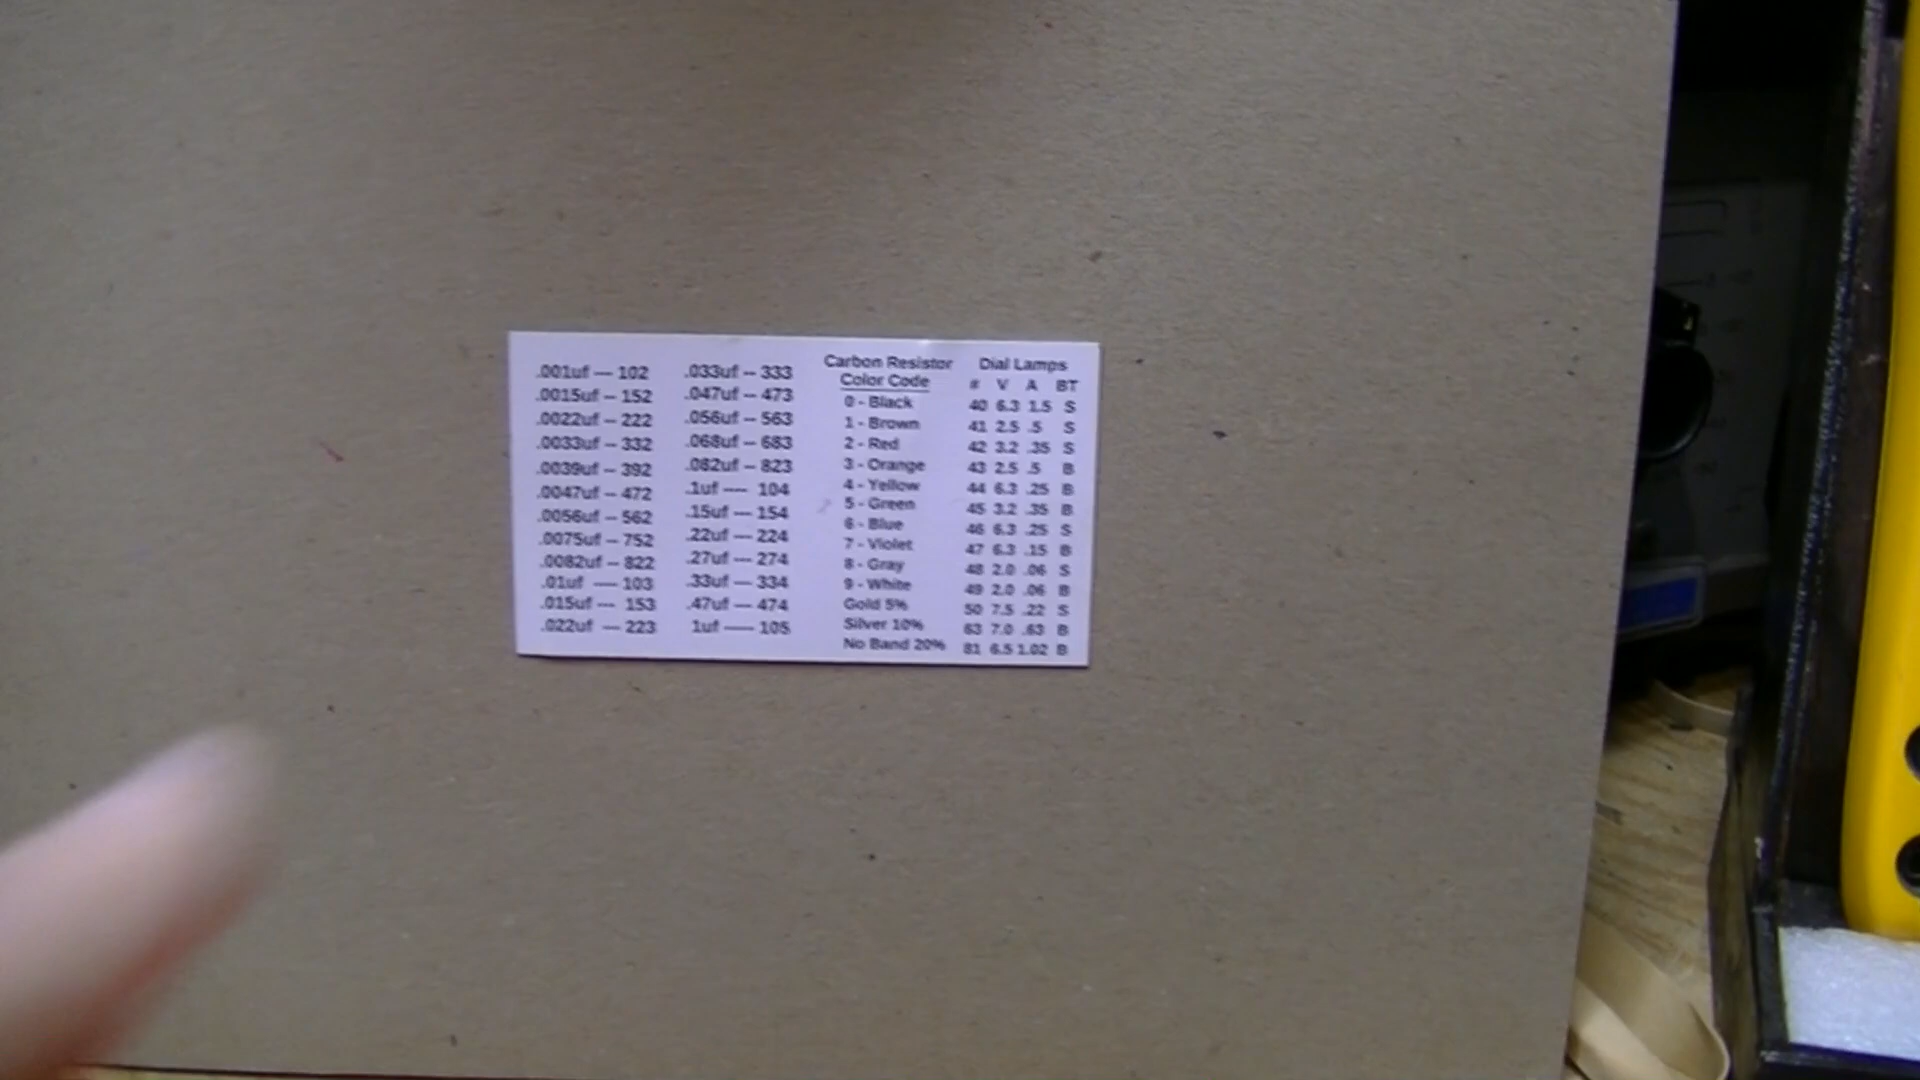 .001uf --- 102
.0015uf -- 152
.0022uf -- 222
.0033uf -- 332
.0039uf -- 392
.0047uf -- 472
.0056uf -- 562
.0075uf -- 752
.0082uf -- 822
.01uf ---- 103
.015uf --- 153
.022uf --- 223
.033uf -- 333
.047uf -- 473
.056uf -- 563
.068uf -- 683
.082uf -- 823
.1uf ---- 104
.15uf --- 154
.22uf --- 224
.27uf --- 274
.33uf --- 334
.47uf --- 474
1uf ----- 105
Carbon Resistor
Color Code
0 - Black
1 - Brown
2 - Red
3 - Orange
4 - Yellow
5 - Green
6 - Blue
7 - Violet
8 - Gray
9 - White
Gold 5%
Silver 10%
No Band 20%
Dial Lamps
# V A BT
40 6.3 1.5 S
41 2.5 .5 S
42 3.2 .35 S
43 2.5 .5 B
44 6.3 .25 B
45 3.2 .35 B
46 6.3 .25 S
47 6.3 .15 B
48 2.0 .06 S
49 2.0 .06 B
50 7.5 .22 S
63 7.0 .63 B
81 6.5 1.02 B